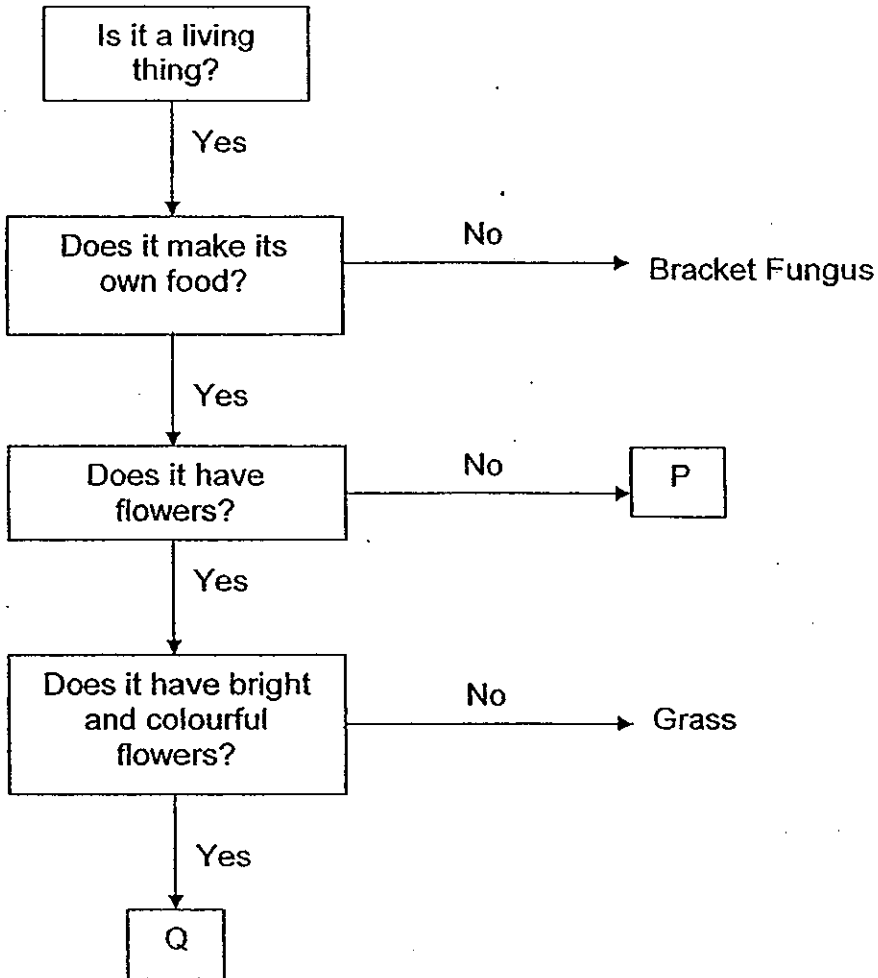 Is it a living
thing?
Yes
Does it make its
own food?
No
Bracket Fungus
Yes
Does it have
flowers?
No
P
Yes
Does it have bright
and colourful
flowers?
No
Grass
Yes
Q